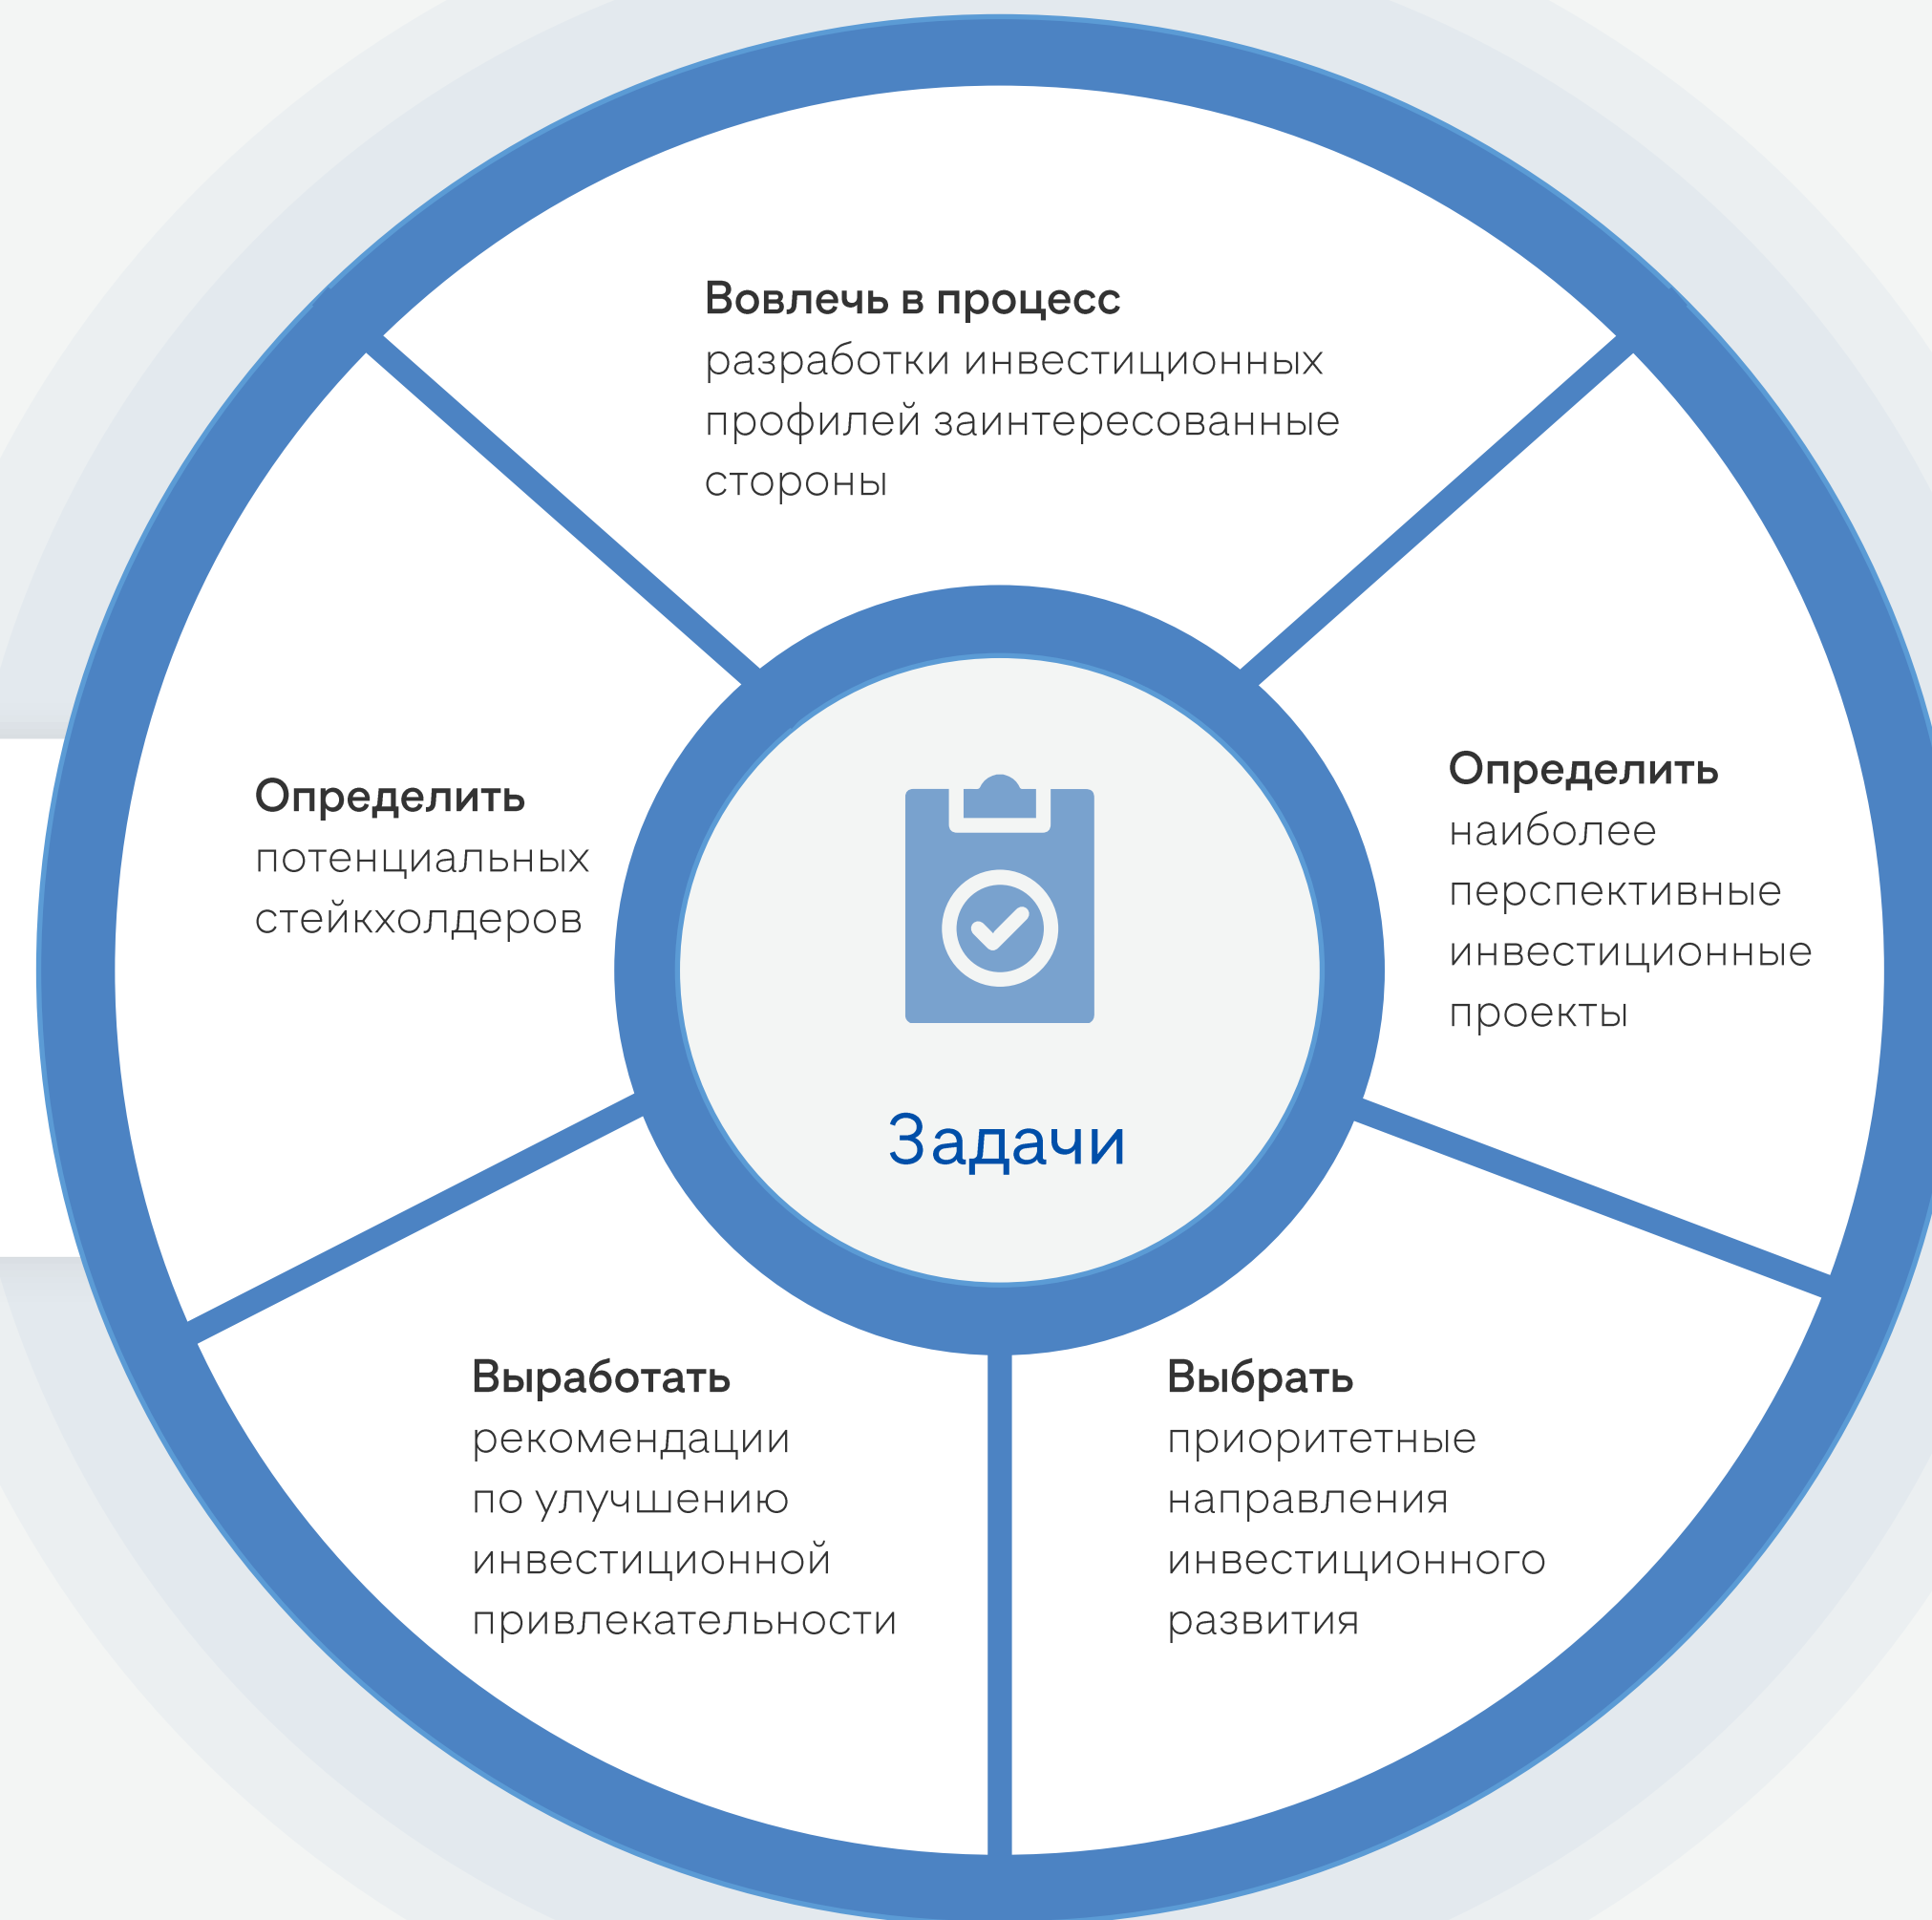 Вовлечь в процесс
разработки инвестиционных
профилей заинтересованные
стороны
Определить
потенциальных
стейкхолдеров
Определить
наиболее
перспективные
инвестиционные
проекты
Задачи
Выработать
рекомендации
по улучшению
инвестиционной
привлекательности
Выбрать
приоритетные
направления
инвестиционного
развития